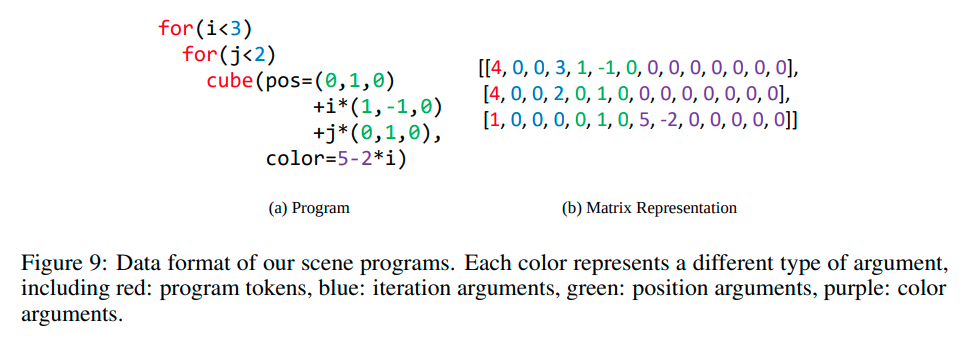 for(i<3)
for(j<2)
cube(pos=(0,1,0)
+i*(1,-1,0)
+j*(0,1,0),
color=5-2*i)
(a) Program
[[4, 0, 0, 3, 1, -1, 0, 0, 0, 0, 0, 0, 0, 0],
[4, 0, 0, 2, 0, 1, 0, 0, 0, 0, 0, 0, 0, 0],
[1, 0, 0, 0, 0, 1, 0, 5, -2, 0, 0, 0, 0, 0]]
(b) Matrix Representation
Figure 9: Data format of our scene programs. Each color represents a different type of argument,
including red: program tokens, blue: iteration arguments, green: position arguments, purple: color
arguments.